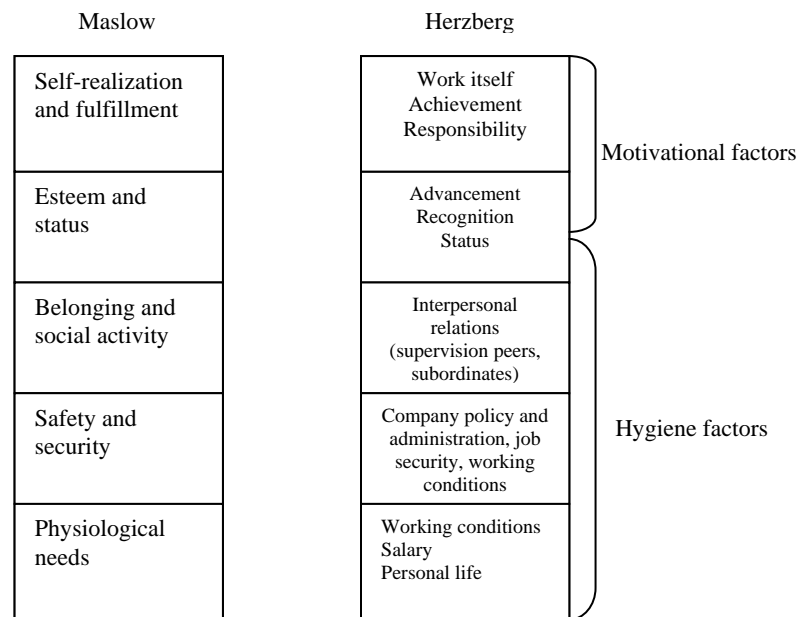 Maslow
Herzberg
Self-realization
and fulfillment
Work itself
Achievement
Responsibility
Motivational factors
Esteem and
status
Advancement
Recognition
Status
Belonging and
social activity
Interpersonal
relations
(supervision peers,
subordinates)
Safety and
security
Company policy and
administration, job
security, working
conditions
Hygiene factors
Physiological
needs
Working conditions
Salary
Personal life